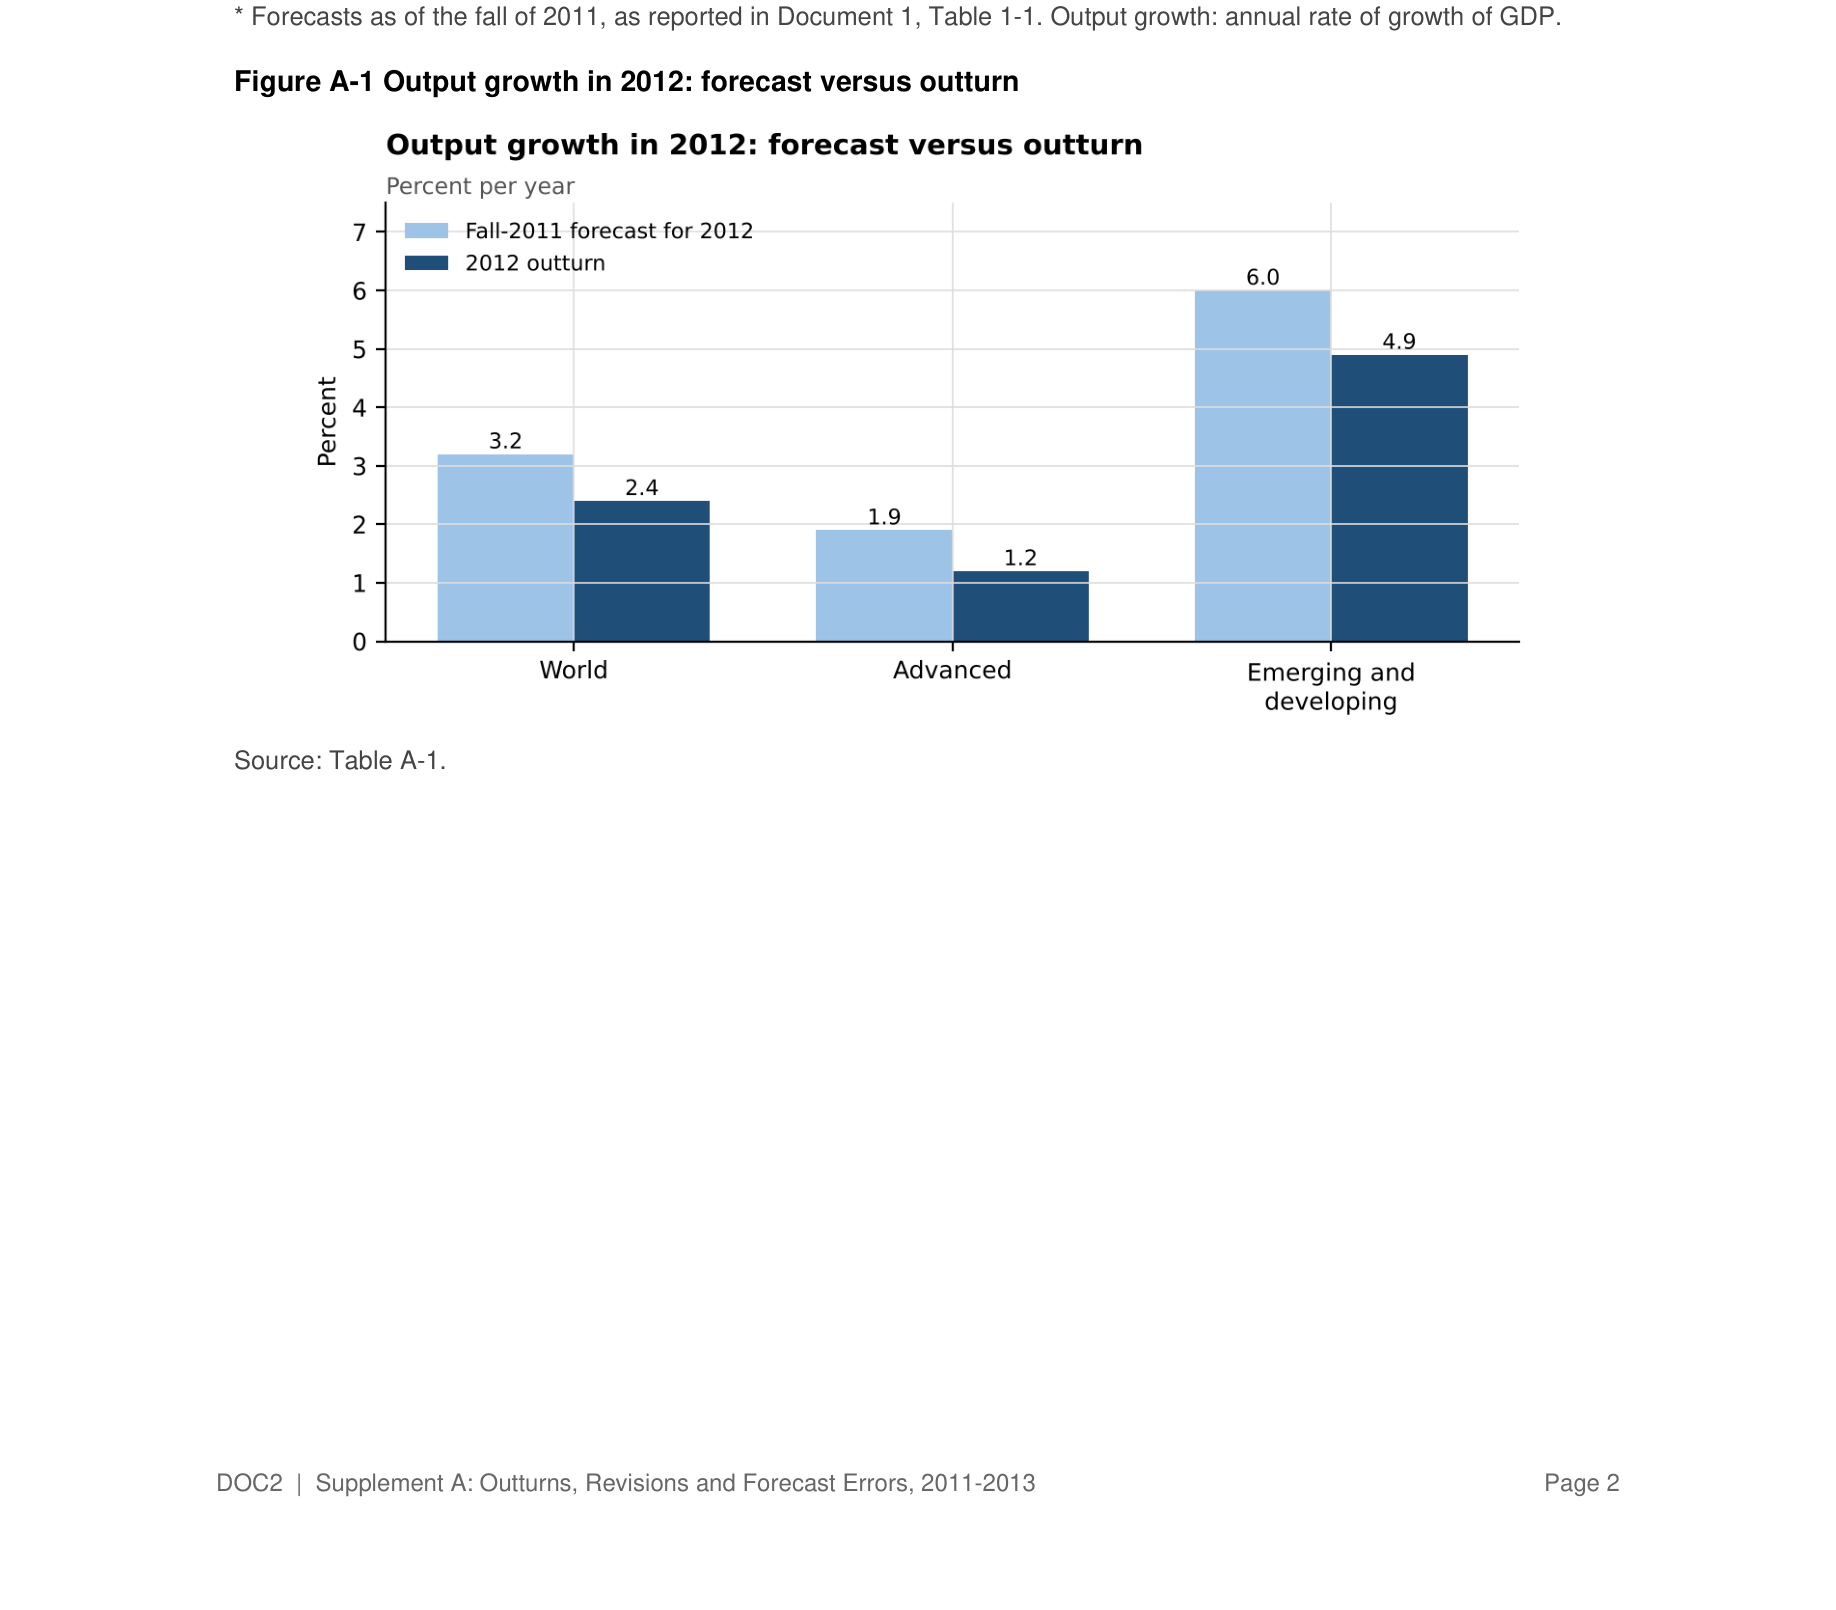 * Forecasts as of the fall of 2011, as reported in Document 1, Table 1-1. Output growth: annual rate of growth of GDP.
Figure A-1 Output growth in 2012: forecast versus outturn
Output growth in 2012: forecast versus outturn
Percent per year
Fall-2011 forecast for 2012
2012 outturn
Percent
7
6
5
4
3
2
1
0
3.2
2.4
1.9
1.2
6.0
4.9
World
Advanced
Emerging and
developing
Source: Table A-1.
DOC2 | Supplement A: Outturns, Revisions and Forecast Errors, 2011-2013 Page 2